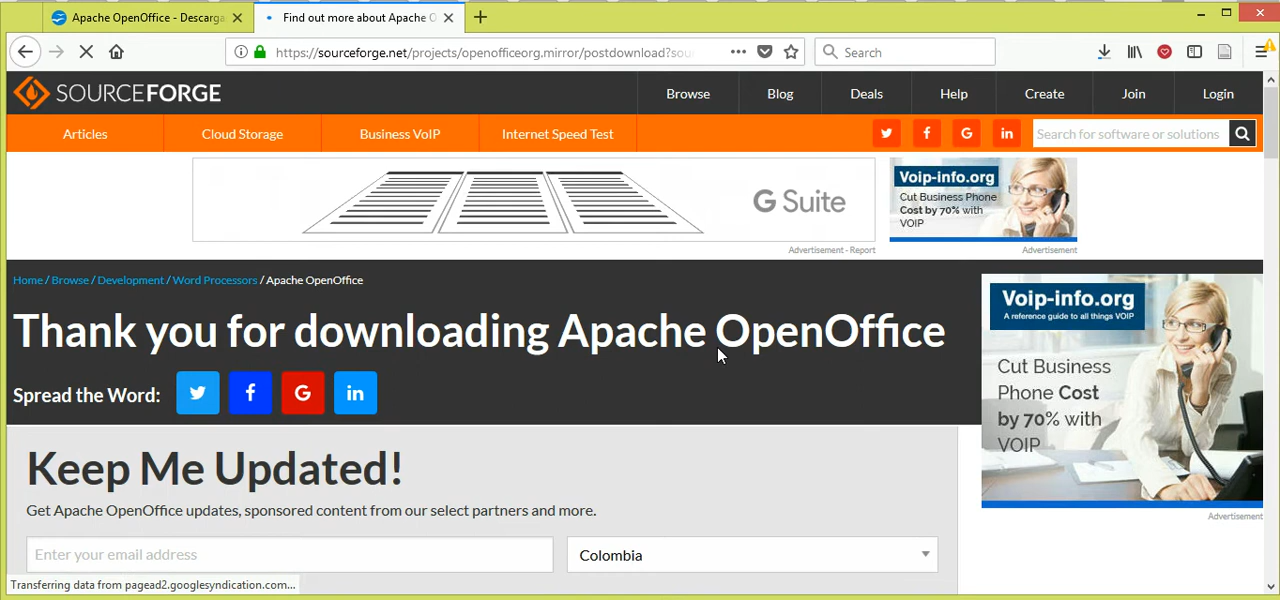 Apache OpenOffice - Descarga
Find out more about Apache O
https://sourceforge.net/projects/openofficeorg.mirror/postdownload?sou
Search
SOURCEFORGE
Browse
Blog
Deals
Help
Create
Join
Login
Articles
Cloud Storage
Business VoIP
Internet Speed Test
Search for software or solutions
G Suite
Voip-info.org
Cut Business Phone
Cost by 70% with
VOIP
Advertisement - Report
Advertisement
Home / Browse / Development / Word Processors / Apache OpenOffice
Thank you for downloading Apache OpenOffice
Spread the Word:
Voip-info.org
A reference guide to all things VOIP
Cut Business
Phone Cost
by 70% with
VOIP
Advertisement
Keep Me Updated!
Get Apache OpenOffice updates, sponsored content from our select partners and more.
Enter your email address
Colombia
Transferring data from pagead2.googlesyndication.com...